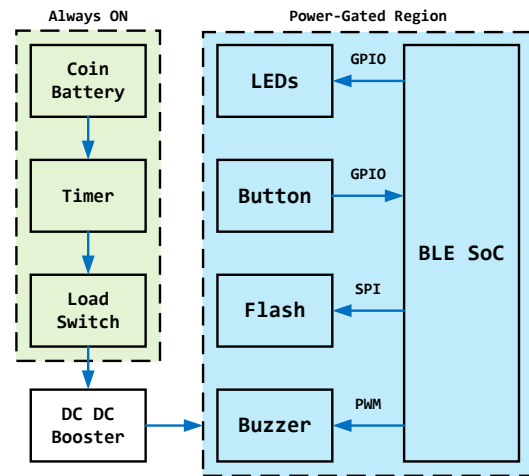 Always ON
Coin
Battery
Timer
Load
Switch
DC DC
Booster
Power-Gated Region
LEDs
GPIO
Button
GPIO
Flash
SPI
Buzzer
PWM
BLE SoC